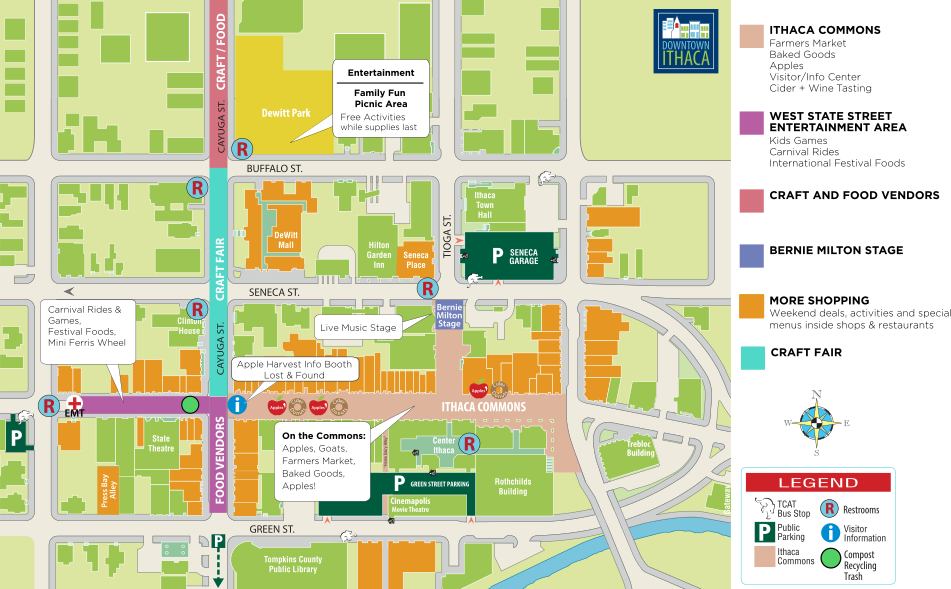 CRAFT / FOOD
CAYUGA ST.
Dewitt Park
Entertainment
Family Fun
Picnic Area
Free Activities
while supplies last
DOWNTOWN
ITHACA
R
BUFFALO ST.
R
CRAFT FAIR
DeWitt
Mall
Hilton
Garden
Inn
Seneca
Place
TIOGA ST.
Ithaca
Town
Hall
P
SENECA
GARAGE
SENECA ST.
R
Carnival Rides &
Games,
Festival Foods,
Mini Ferris Wheel
Clinton
House
R
CAYUGA ST.
Live Music Stage
Bernie
Milton
Stage
Apple Harvest Info Booth
Lost & Found
R
EMT
i
Apples
Apples
Apples
ITHACA COMMONS
P
State
Theatre
Press Bay
Alley
FOOD VENDORS
On the Commons:
Apples, Goats,
Farmers Market,
Baked Goods,
Apples!
Center
Ithaca
R
P
GREEN STREET PARKING
Cinemapolis
Movie Theatre
Rothchilds
Building
Trebloc
Building
GREEN ST.
P
Tompkins County
Public Library
ITHACA COMMONS
Farmers Market
Baked Goods
Apples
Visitor/Info Center
Cider + Wine Tasting
WEST STATE STREET
ENTERTAINMENT AREA
Kids Games
Carnival Rides
International Festival Foods
CRAFT AND FOOD VENDORS
BERNIE MILTON STAGE
MORE SHOPPING
Weekend deals, activities and special
menus inside shops & restaurants
CRAFT FAIR
N
W
E
S
LEGEND
TCAT
Bus Stop
R
Restrooms
P
Public
Parking
i
Visitor
Information
Ithaca
Commons
Compost
Recycling
Trash